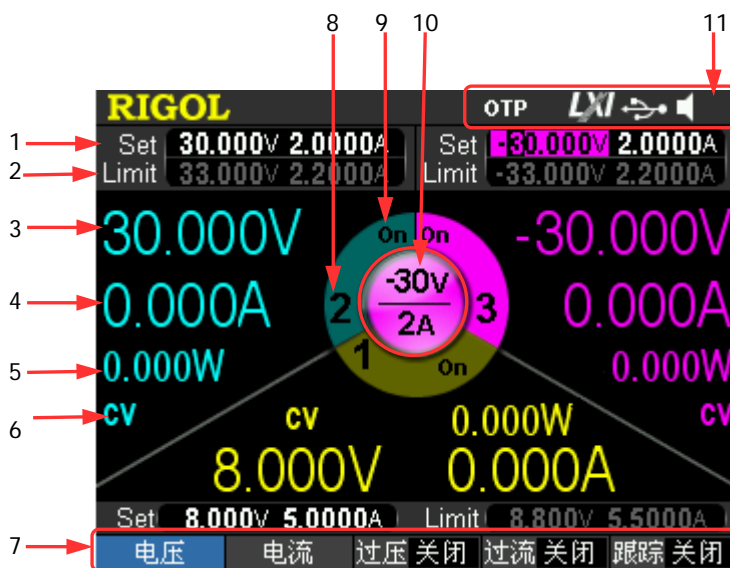 8 9 10 11
RIGOL OTP LXI
1 Set 30.000V 2.0000A Set -30.000V 2.0000A
2 Limit 33.000V 2.2000A Limit -33.000V 2.2000A
3 30.000V On On -30.000V
-30V
4 0.000A 2 3 0.000A
2A
5 0.000W 1 On 0.000W
6 CV CV 0.000W CV
8.000V 0.000A
Set 8.000V 5.0000A Limit 8.800V 5.5000A
7 电压 电流 过压 关闭 过流 关闭 跟踪 关闭